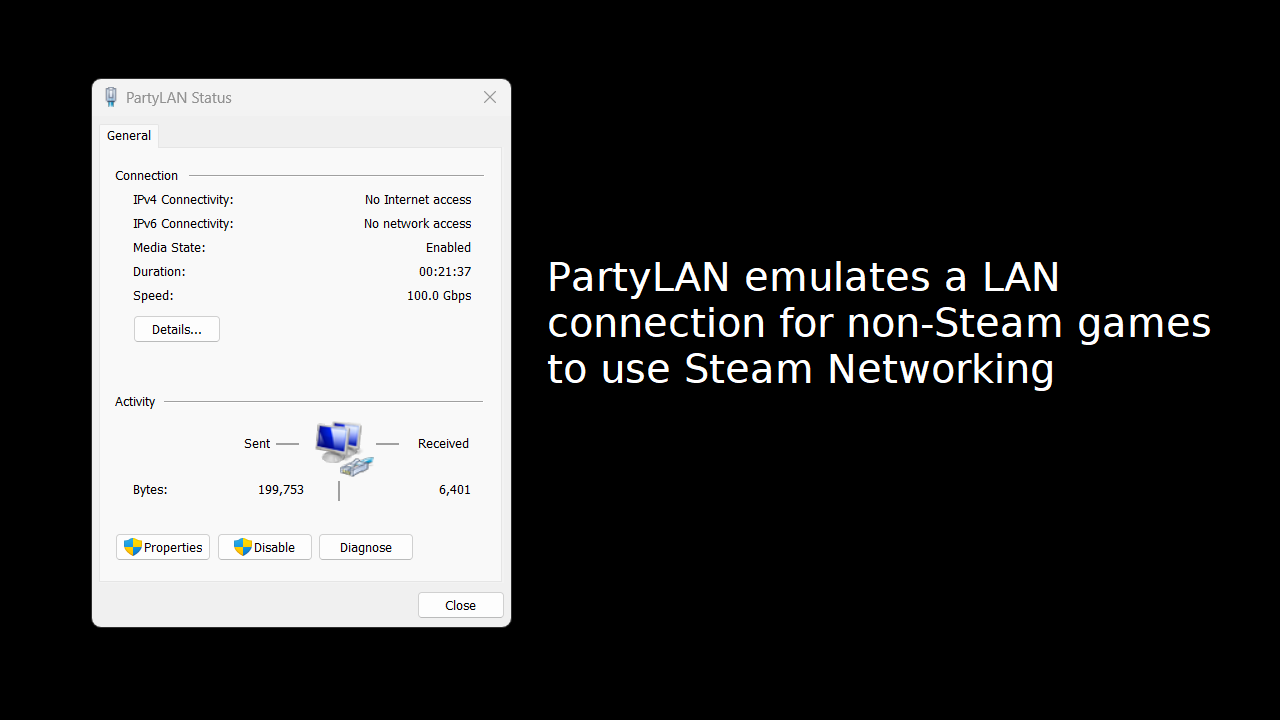 PartyLAN Status
General
Connection
IPv4 Connectivity: No Internet access
IPv6 Connectivity: No network access
Media State: Enabled
Duration: 00:21:37
Speed: 100.0 Gbps
Details...
Activity
Sent Received
Bytes: 199,753 6,401
Properties Disable Diagnose
Close
PartyLAN emulates a LAN
connection for non-Steam games
to use Steam Networking